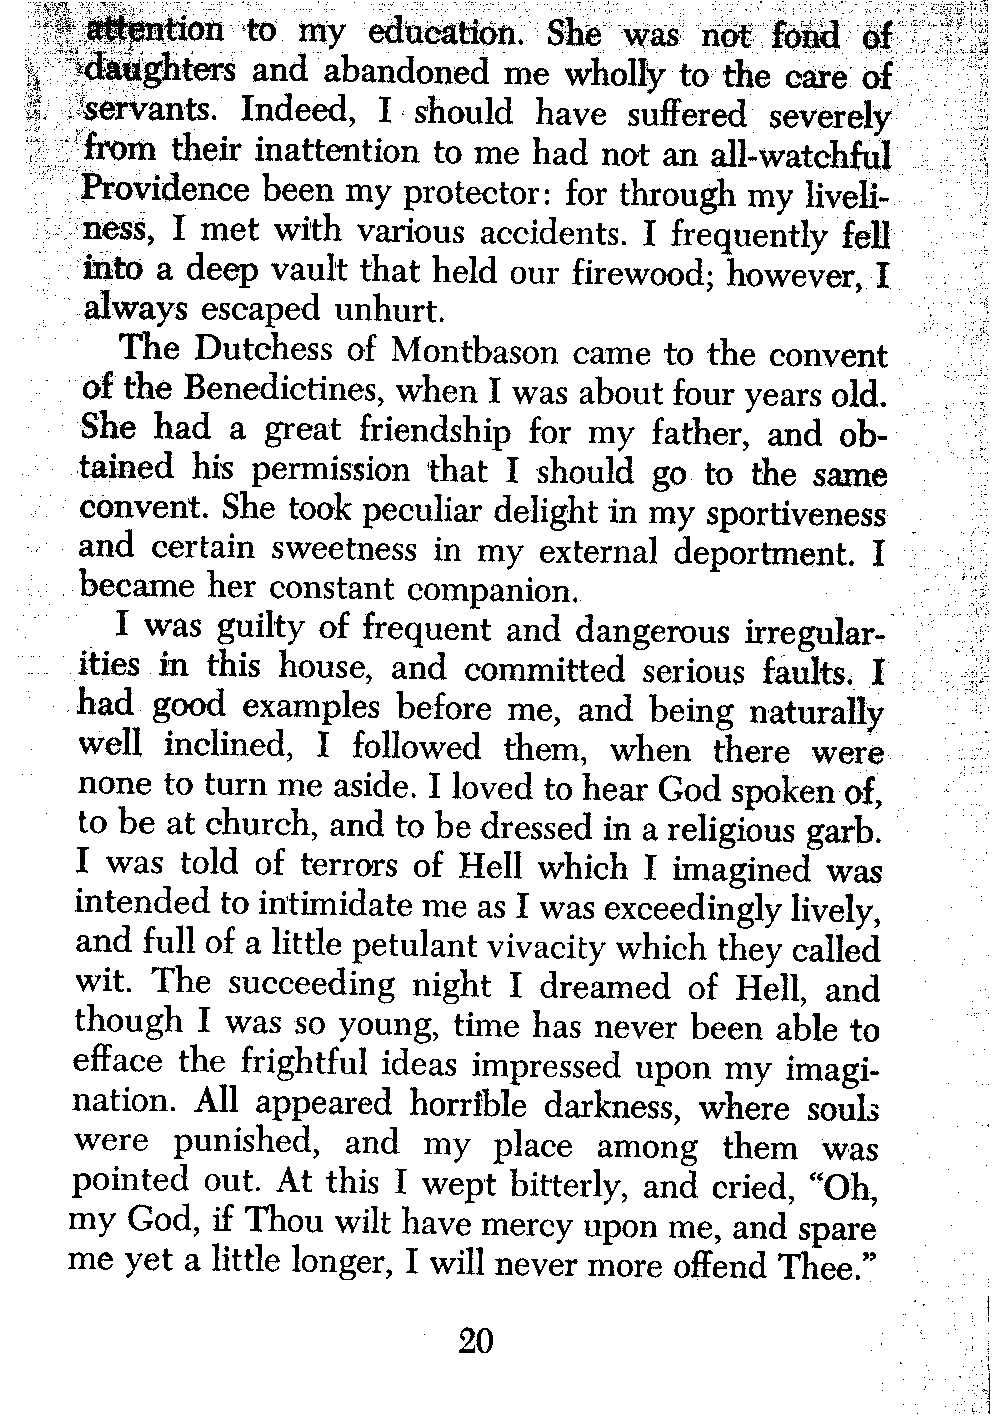 attention to my education. She was not fond of
daughters and abandoned me wholly to the care of
servants. Indeed, I should have suffered severely
from their inattention to me had not an all-watchful
Providence been my protector: for through my liveli-
ness, I met with various accidents. I frequently fell
into a deep vault that held our firewood; however, I
always escaped unhurt.
The Dutchess of Montbason came to the convent
of the Benedictines, when I was about four years old.
She had a great friendship for my father, and ob-
tained his permission that I should go to the same
convent. She took peculiar delight in my sportiveness
and certain sweetness in my external deportment. I
became her constant companion.
I was guilty of frequent and dangerous irregular-
ities in this house, and committed serious faults. I
had good examples before me, and being naturally
well inclined, I followed them, when there were
none to turn me aside. I loved to hear God spoken of,
to be at church, and to be dressed in a religious garb.
I was told of terrors of Hell which I imagined was
intended to intimidate me as I was exceedingly lively,
and full of a little petulant vivacity which they called
wit. The succeeding night I dreamed of Hell, and
though I was so young, time has never been able to
efface the frightful ideas impressed upon my imagi-
nation. All appeared horrible darkness, where souls
were punished, and my place among them was
pointed out. At this I wept bitterly, and cried, “Oh,
my God, if Thou wilt have mercy upon me, and spare
me yet a little longer, I will never more offend Thee.”
20